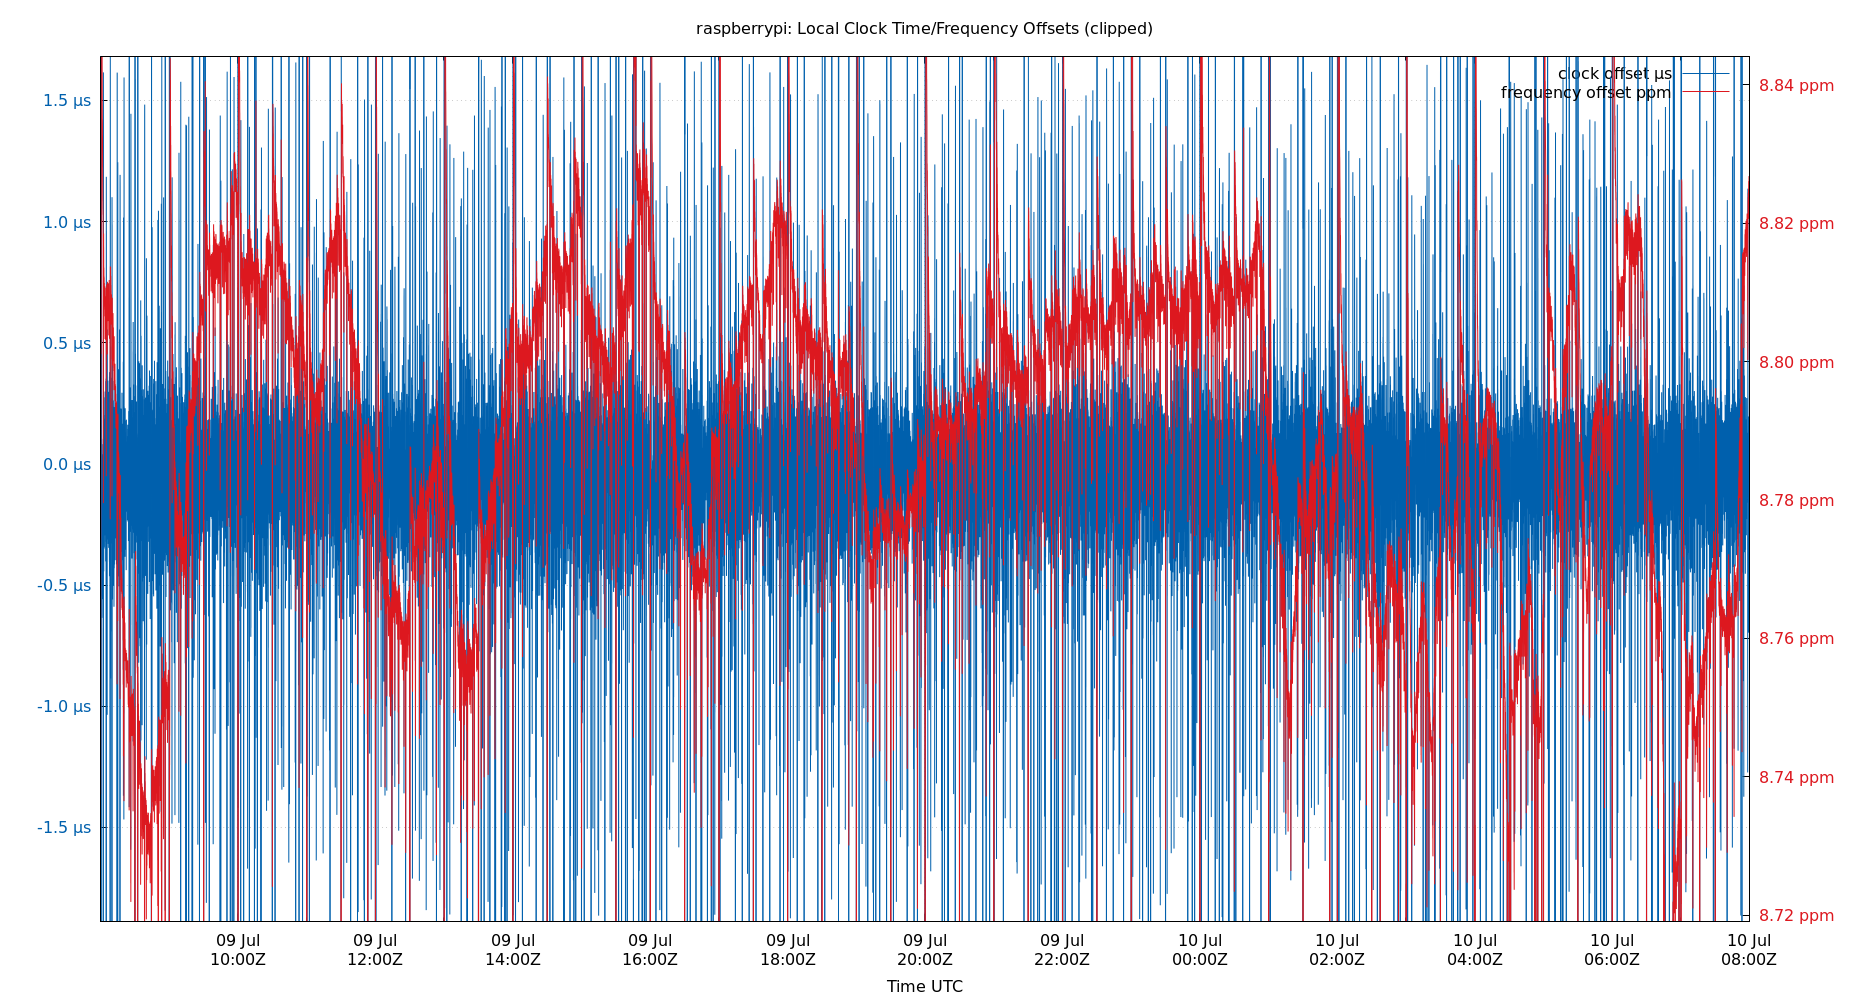 raspberrypi: Local Clock Time/Frequency Offsets (clipped)
clock offset µs
frequency offset ppm
1.5 µs
1.0 µs
0.5 µs
0.0 µs
-0.5 µs
-1.0 µs
-1.5 µs
8.84 ppm
8.82 ppm
8.80 ppm
8.78 ppm
8.76 ppm
8.74 ppm
8.72 ppm
09 Jul 09 Jul 09 Jul 09 Jul 09 Jul 09 Jul 09 Jul 10 Jul 10 Jul 10 Jul 10 Jul 10 Jul
10:00Z 12:00Z 14:00Z 16:00Z 18:00Z 20:00Z 22:00Z 00:00Z 02:00Z 04:00Z 06:00Z 08:00Z
Time UTC